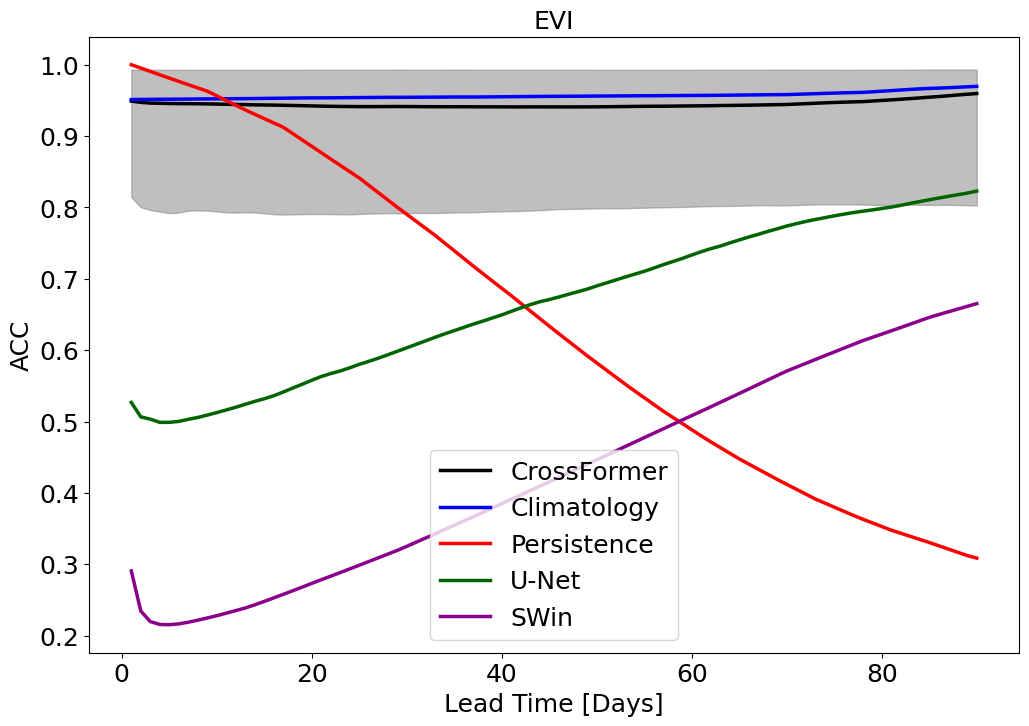 EVI
1.0
0.9
0.8
0.7
0.6
0.5
0.4
0.3
0.2
ACC
CrossFormer
Climatology
Persistence
U-Net
SWin
0 20 40 60 80
Lead Time [Days]